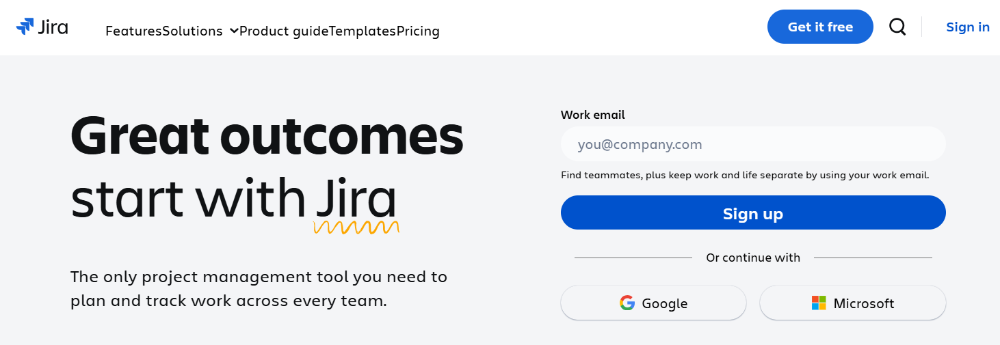 Jira
FeaturesSolutions Product guideTemplatesPricing
Get it free
Sign in
Great outcomes
start with Jira
The only project management tool you need to
plan and track work across every team.
Work email
you@company.com
Find teammates, plus keep work and life separate by using your work email.
Sign up
Or continue with
Google
Microsoft